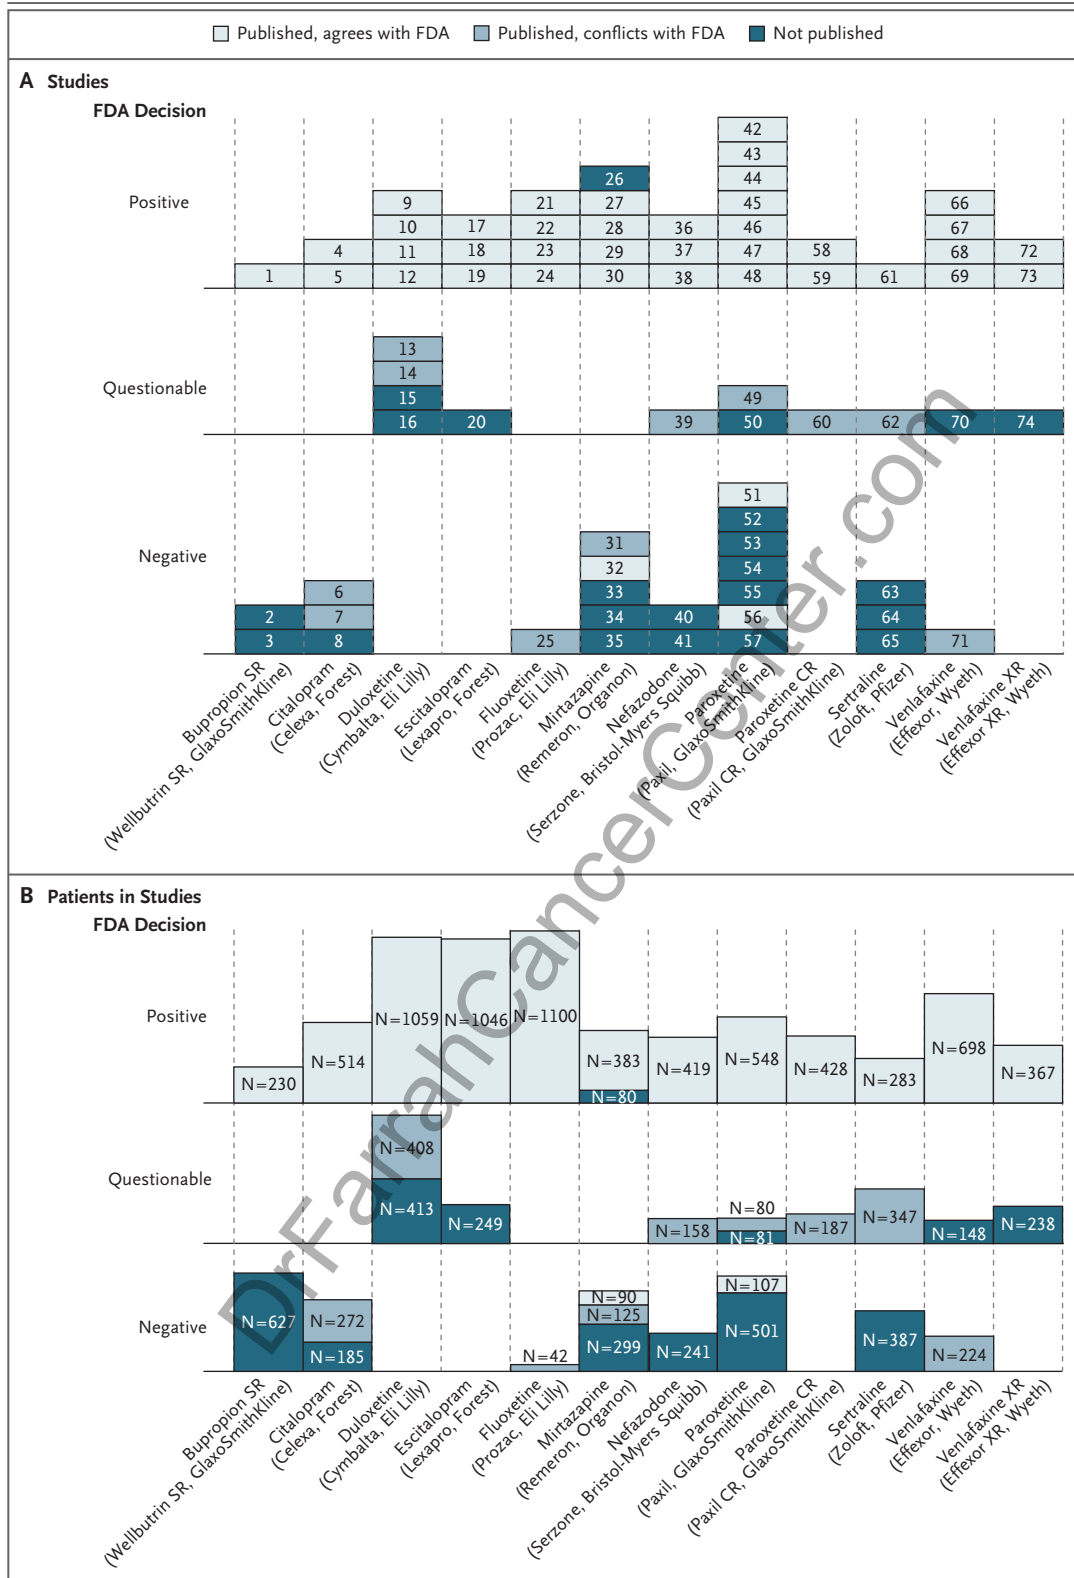 Published, agrees with FDA Published, conflicts with FDA Not published
A Studies
FDA Decision
42
43
26 44
9 21 27 45 66
Positive
10 17 22 28 36 46 67
4 11 18 23 29 37 47 58 68 72
1 5 12 19 24 30 38 48 59 61 69 73
13
14
Questionable
15 49
16 20 39 50 60 62 70 74
51
52
31 53
Negative
32 54
6 33 55 63
2 7 34 40 56 64
3 8 25 35 41 57 65 71
Bupropion SR
(Wellbutrin SR, GlaxoSmithKline)
Citalopram
(Celexa, Forest)
Duloxetine
(Cymbalta, Eli Lilly)
Escitalopram
(Lexapro, Forest)
Fluoxetine
(Prozac, Eli Lilly)
Mirtazapine
(Remeron, Organon)
Nefazodone
(Serzone, Bristol-Myers Squibb)
Paroxetine
(Paxil, GlaxoSmithKline)
Paroxetine CR
(Paxil CR, GlaxoSmithKline)
Sertraline
(Zoloft, Pfizer)
Venlafaxine
(Effexor, Wyeth)
Venlafaxine XR
(Effexor XR, Wyeth)
B Patients in Studies
FDA Decision
Positive
N=230 N=514 N=1059 N=1046 N=1100 N=383 N=419 N=548 N=428 N=283 N=698 N=367
N=80
Questionable
N=408 N=80
N=413 N=249 N=158 N=81 N=187 N=347 N=148 N=238
Negative
N=90 N=107
N=627 N=272 N=125 N=501
N=185 N=42 N=299 N=241 N=387 N=224
Bupropion SR
(Wellbutrin SR, GlaxoSmithKline)
Citalopram
(Celexa, Forest)
Duloxetine
(Cymbalta, Eli Lilly)
Escitalopram
(Lexapro, Forest)
Fluoxetine
(Prozac, Eli Lilly)
Mirtazapine
(Remeron, Organon)
Nefazodone
(Serzone, Bristol-Myers Squibb)
Paroxetine
(Paxil, GlaxoSmithKline)
Paroxetine CR
(Paxil CR, GlaxoSmithKline)
Sertraline
(Zoloft, Pfizer)
Venlafaxine
(Effexor, Wyeth)
Venlafaxine XR
(Effexor XR, Wyeth)
DrFarrahCancerCenter.com